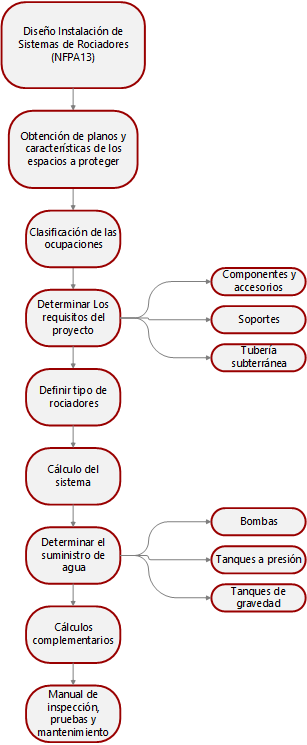 Diseño Instalación de
Sistemas de Rociadores
(NFPA13)
Obtención de planos y
características de los
espacios a proteger
Clasificación de las
ocupaciones
Determinar Los
requisitos del
proyecto
Componentes y
accesorios
Soportes
Tubería
subterránea
Definir tipo de
rociadores
Cálculo del
sistema
Determinar el
suministro de
agua
Bombas
Tanques a presión
Tanques de
gravedad
Cálculos
complementarios
Manual de
inspección,
pruebas y
mantenimiento